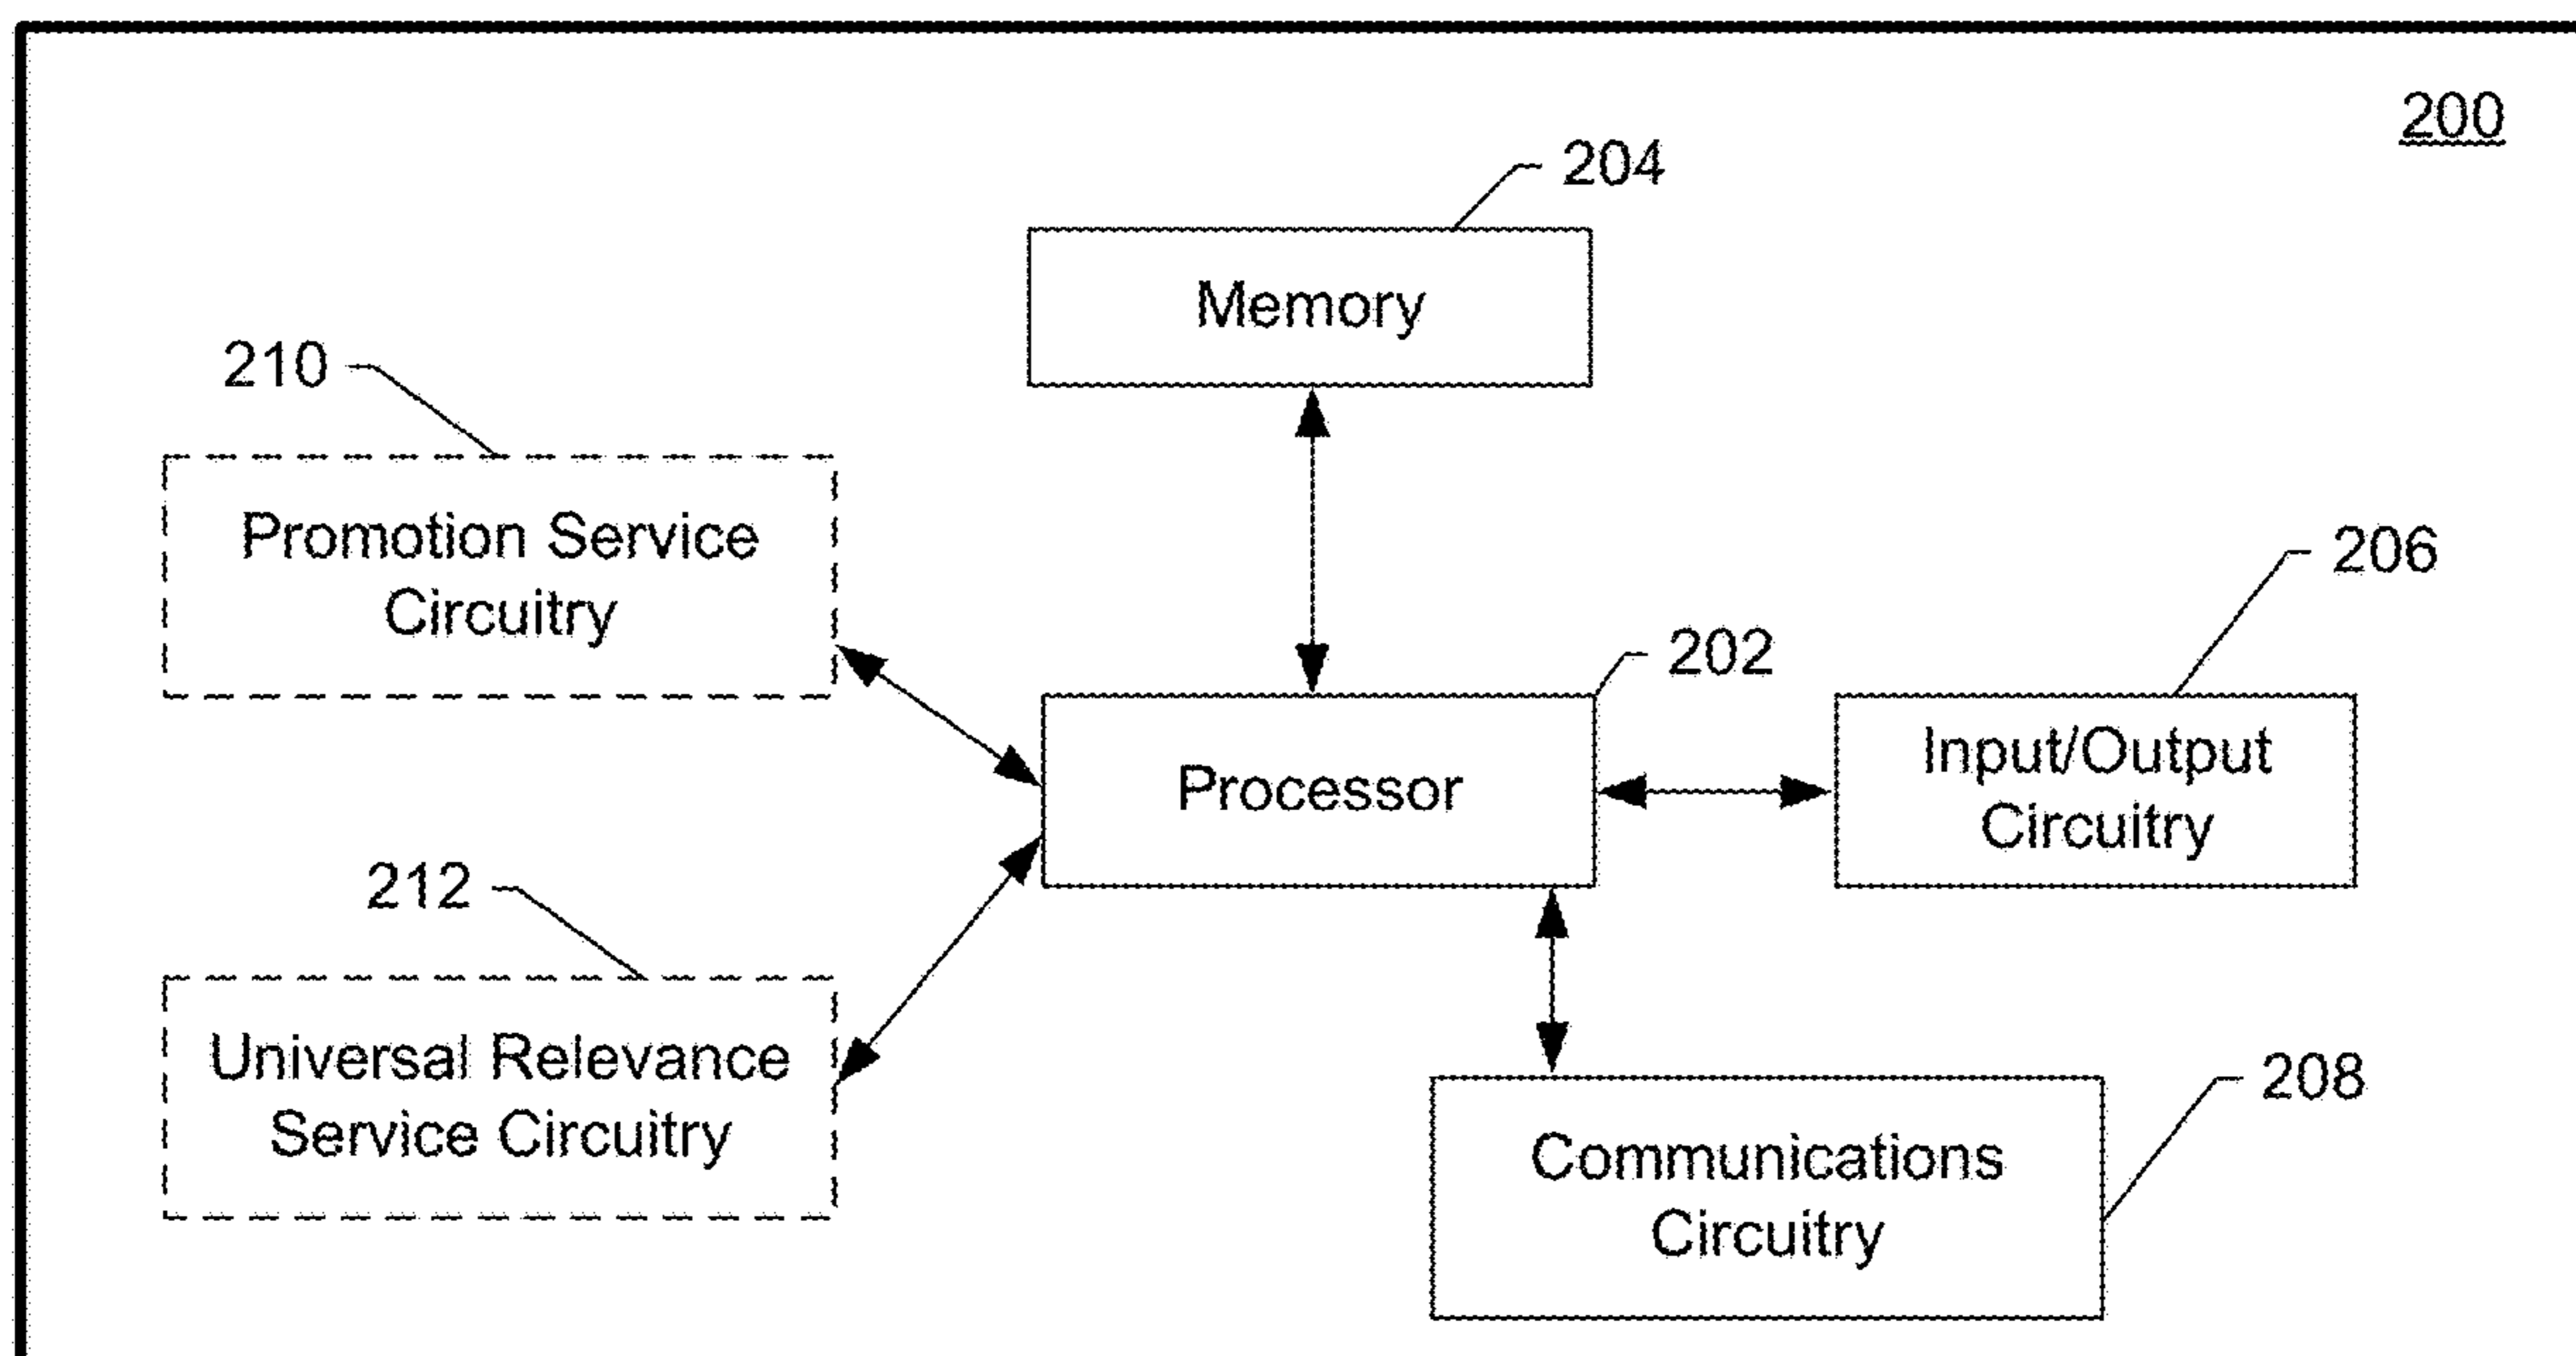 200
204
Memory
210
Promotion Service
Circuitry
206
202
Processor
Input/Output
Circuitry
212
Universal Relevance
Service Circuitry
208
Communications
Circuitry